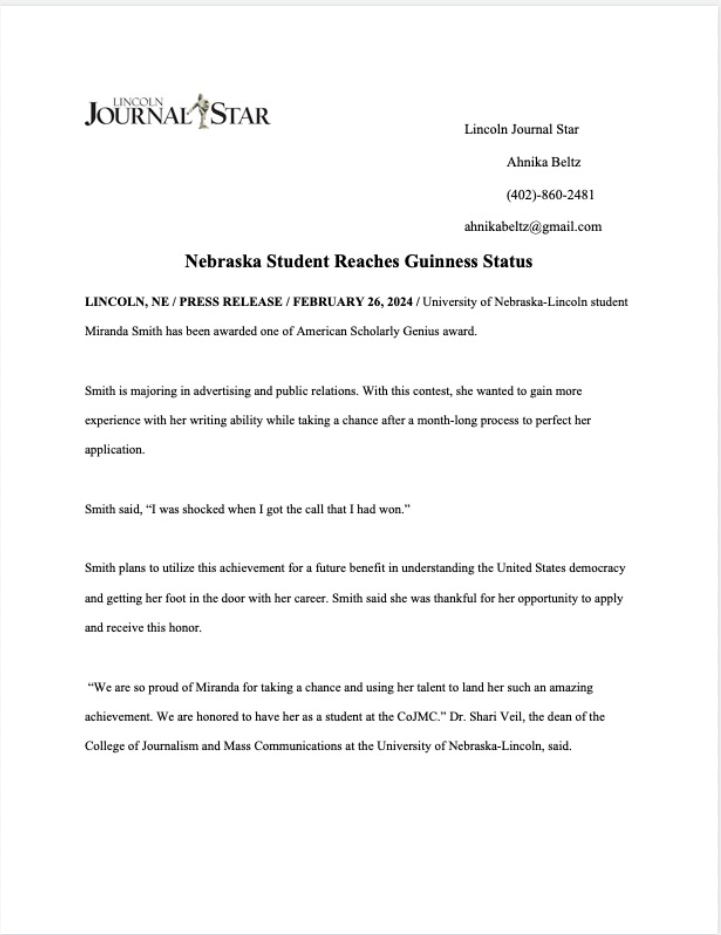 LINCOLN
JOURNAL STAR
Lincoln Journal Star
Ahnika Beltz
(402)-860-2481
ahnikabeltz@gmail.com
Nebraska Student Reaches Guinness Status
LINCOLN, NE / PRESS RELEASE / FEBRUARY 26, 2024 / University of Nebraska-Lincoln student
Miranda Smith has been awarded one of American Scholarly Genius award.
Smith is majoring in advertising and public relations. With this contest, she wanted to gain more
experience with her writing ability while taking a chance after a month-long process to perfect her
application.
Smith said, “I was shocked when I got the call that I had won.”
Smith plans to utilize this achievement for a future benefit in understanding the United States democracy
and getting her foot in the door with her career. Smith said she was thankful for her opportunity to apply
and receive this honor.
“We are so proud of Miranda for taking a chance and using her talent to land her such an amazing
achievement. We are honored to have her as a student at the CoJMC.” Dr. Shari Veil, the dean of the
College of Journalism and Mass Communications at the University of Nebraska-Lincoln, said.